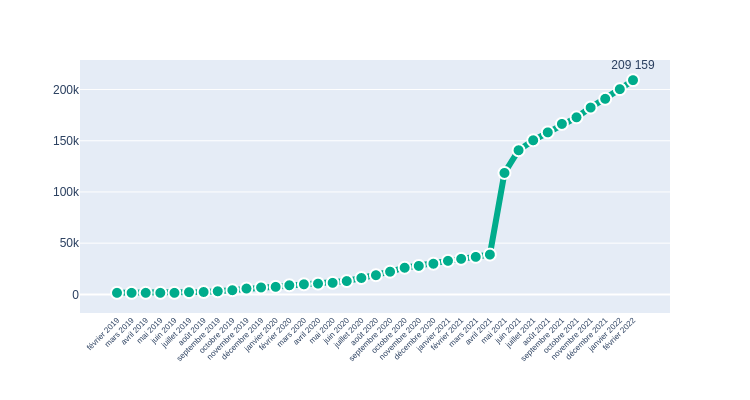 209 159
200k
150k
100k
50k
0
février 2019
mars 2019
avril 2019
mai 2019
juin 2019
juillet 2019
août 2019
septembre 2019
octobre 2019
novembre 2019
décembre 2019
janvier 2020
février 2020
mars 2020
avril 2020
mai 2020
juin 2020
juillet 2020
août 2020
septembre 2020
octobre 2020
novembre 2020
décembre 2020
janvier 2021
février 2021
mars 2021
avril 2021
mai 2021
juin 2021
juillet 2021
août 2021
septembre 2021
octobre 2021
novembre 2021
décembre 2021
janvier 2022
février 2022